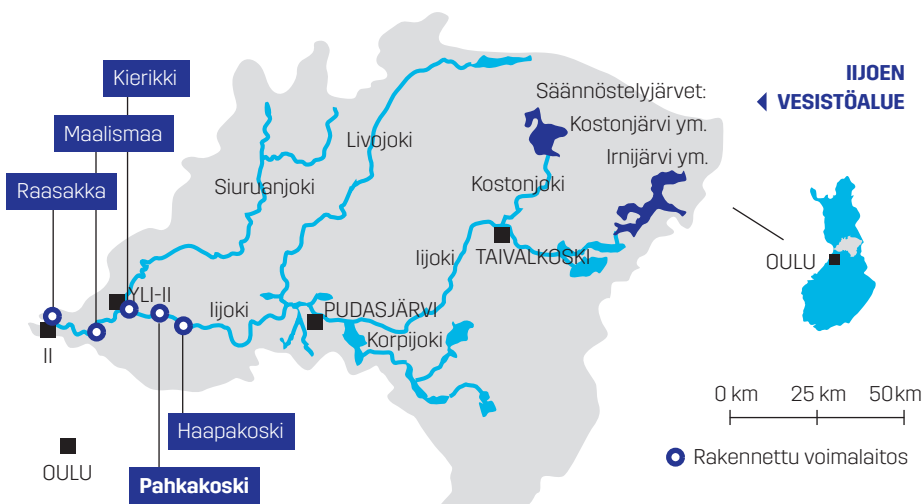 Kierikki
Maalismaa
Raasakka
Siuruanjoki
Livojoki
Säännöstelyjärvet:
Kostonjärvi ym.
Irnijärvi ym.
Kostonjoki
IIJOEN
VESISTÖALUE
Iijoki
TAIVALKOSKI
OULU
YLI-II
Iijoki
PUDASJÄRVI
Korpijoki
II
Haapakoski
OULU
Pahkakoski
0 km 25 km 50 km
Rakennettu voimalaitos